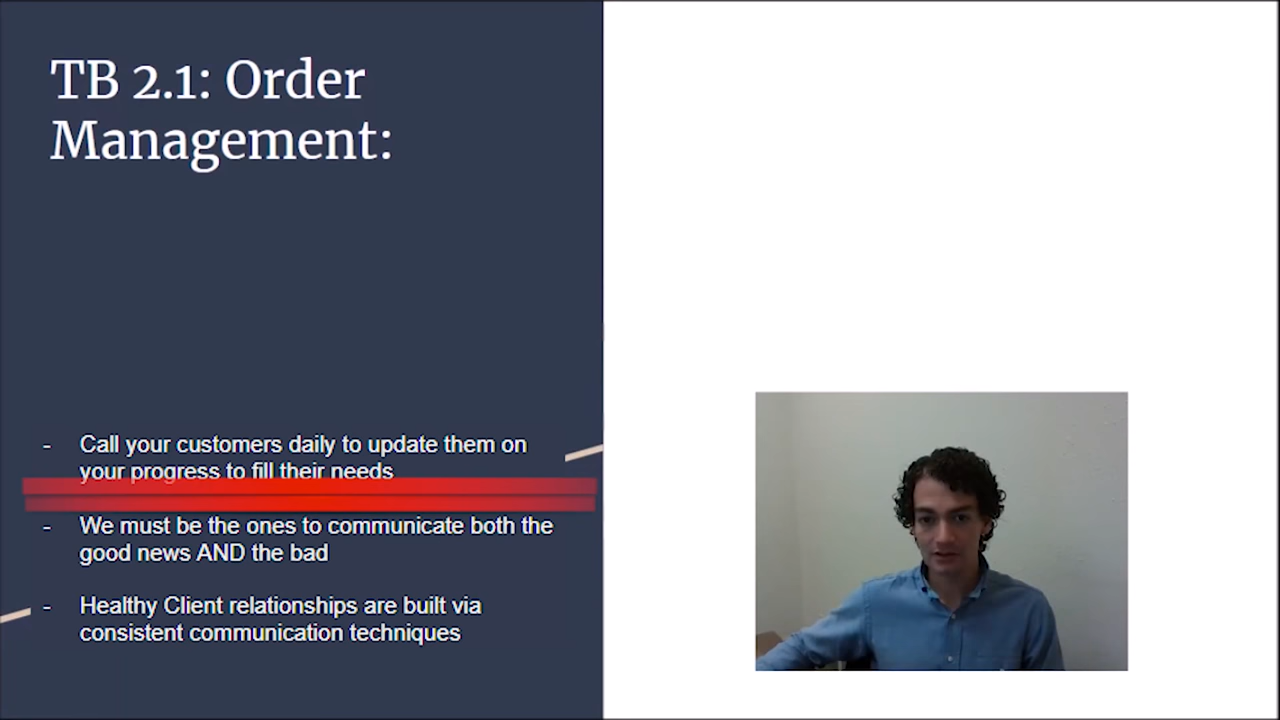 TB 2.1: Order
Management:
- Call your customers daily to update them on
your progress to fill their needs
- We must be the ones to communicate both the
good news AND the bad
- Healthy Client relationships are built via
consistent communication techniques